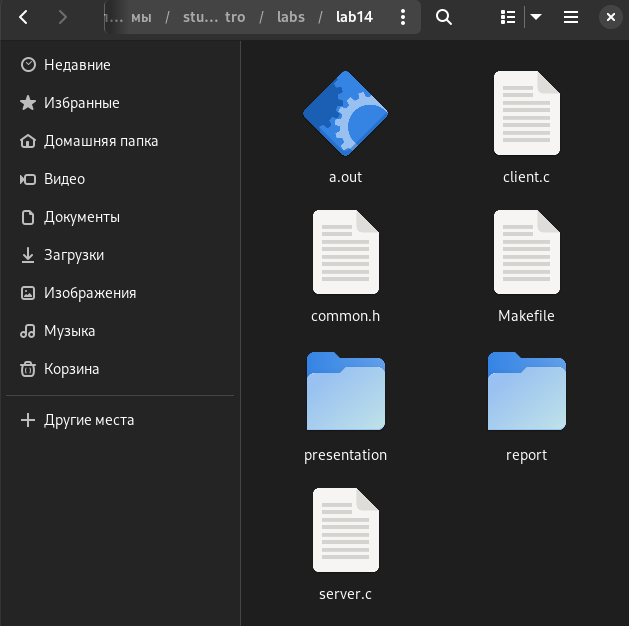 мы / stu… tro / labs / lab14
Недавние
Избранные
Домашняя папка
Видео
Документы
Загрузки
Изображения
Музыка
Корзина
Другие места
a.out
client.c
common.h
Makefile
presentation
report
server.c